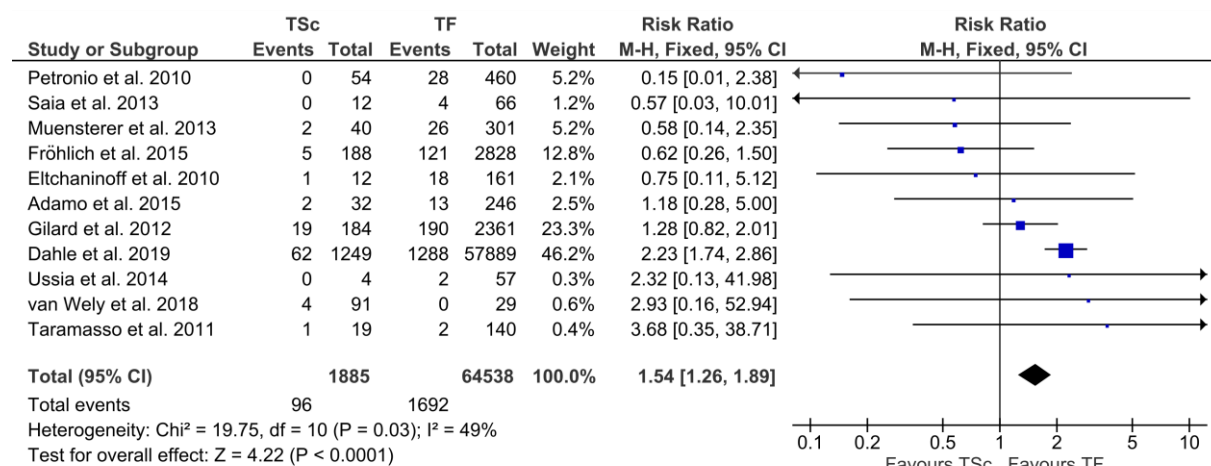 TSc TF Risk Ratio Risk Ratio
Study or Subgroup Events Total Events Total Weight M-H, Fixed, 95% CI M-H, Fixed, 95% CI
Petronio et al. 2010 0 54 28 460 5.2% 0.15 [0.01, 2.38]
Saia et al. 2013 0 12 4 66 1.2% 0.57 [0.03, 10.01]
Muensterer et al. 2013 2 40 26 301 5.2% 0.58 [0.14, 2.35]
Fröhlich et al. 2015 5 188 121 2828 12.8% 0.62 [0.26, 1.50]
Eltchaninoff et al. 2010 1 12 18 161 2.1% 0.75 [0.11, 5.12]
Adamo et al. 2015 2 32 13 246 2.5% 1.18 [0.28, 5.00]
Gilard et al. 2012 19 184 190 2361 23.3% 1.28 [0.82, 2.01]
Dahle et al. 2019 62 1249 1288 57889 46.2% 2.23 [1.74, 2.86]
Ussia et al. 2014 0 4 2 57 0.3% 2.32 [0.13, 41.98]
van Wely et al. 2018 4 91 0 29 0.6% 2.93 [0.16, 52.94]
Taramasso et al. 2011 1 19 2 140 0.4% 3.68 [0.35, 38.71]
Total (95% CI) 1885 64538 100.0% 1.54 [1.26, 1.89]
Total events 96 1692
Heterogeneity: Chi² = 19.75, df = 10 (P = 0.03); I² = 49%
Test for overall effect: Z = 4.22 (P < 0.0001)
0.1 0.2 0.5 1 2 5 10
Favours TSc Favours TF